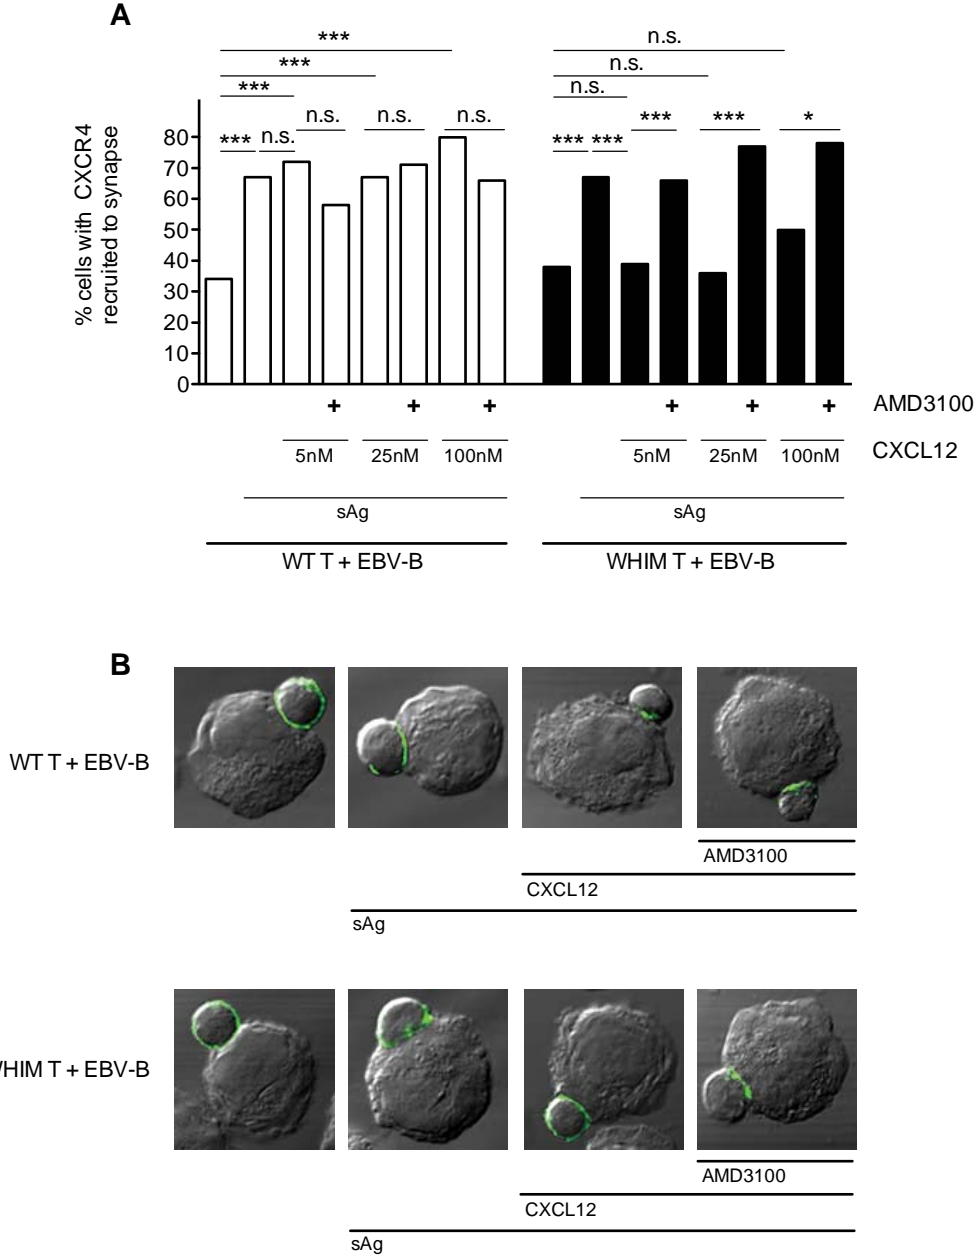 A
*** n.s.
*** n.s.
*** n.s.
n.s. n.s. n.s. *** *** *
*** n.s. *** ***
% cells with CXCR4
recruited to synapse
80
70
60
50
40
30
20
10
0
+ + + + + + AMD3100
5nM 25nM 100nM 5nM 25nM 100nM CXCL12
sAg sAg
WT T + EBV-B WHIM T + EBV-B
B
WT T + EBV-B
AMD3100
CXCL12
sAg
WHIM T + EBV-B
AMD3100
CXCL12
sAg